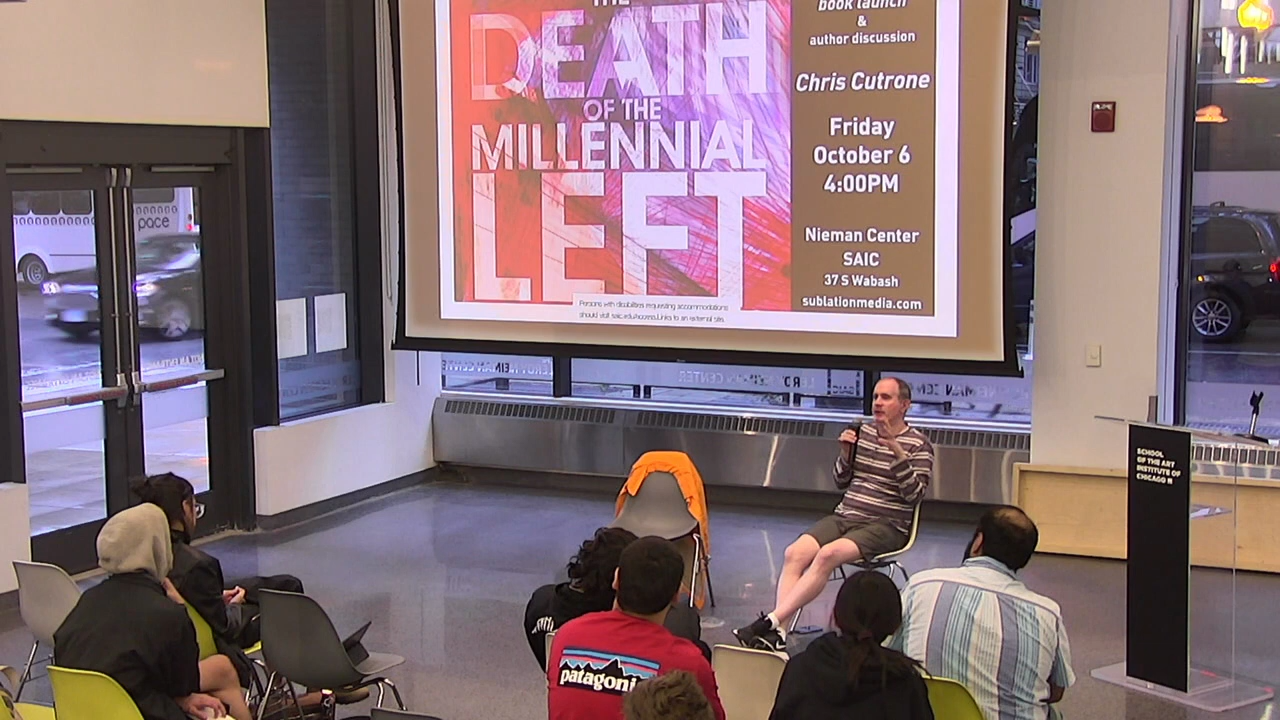 THE
DEATH
OF THE
MILLENNIAL
LEFT
Persons with disabilities requesting accommodations
should visit saic.edu/access.Links to an external site.
book launch
&
author discussion
Chris Cutrone
Friday
October 6
4:00PM
Nieman Center
SAIC
37 S Wabash
sublationmedia.com
pace
SCHOOL
OF THE ART
INSTITUTE OF
CHICAGO
patagoni